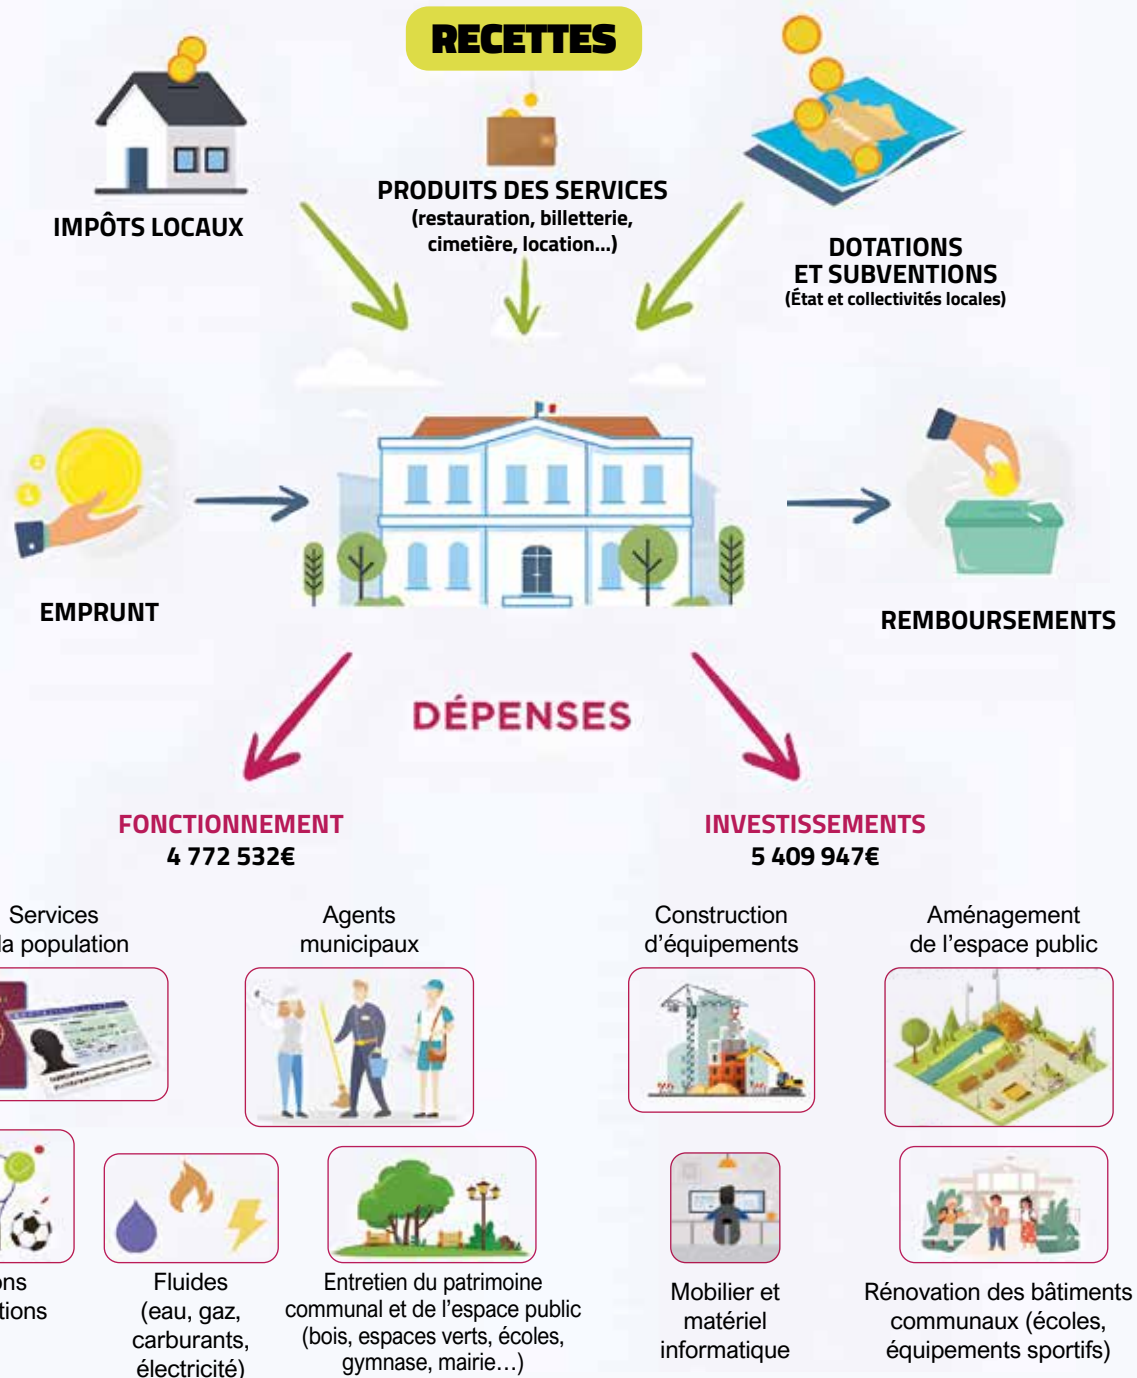 RECETTES
IMPÔTS LOCAUX
PRODUITS DES SERVICES
(restauration, billetterie,
cimetière, location...)
DOTATIONS
ET SUBVENTIONS
(État et collectivités locales)
France
EMPRUNT
REMBOURSEMENTS
DÉPENSES
FONCTIONNEMENT
4 772 532€
INVESTISSEMENTS
5 409 947€
Services
la population
Agents
municipaux
Construction
d'équipements
Aménagement
de l'espace public
Fluides
(eau, gaz,
carburants,
électricité)
Entretien du patrimoine
communal et de l'espace public
(bois, espaces verts, écoles,
gymnase, mairie…)
Mobilier et
matériel
informatique
Rénovation des bâtiments
communaux (écoles,
équipements sportifs)